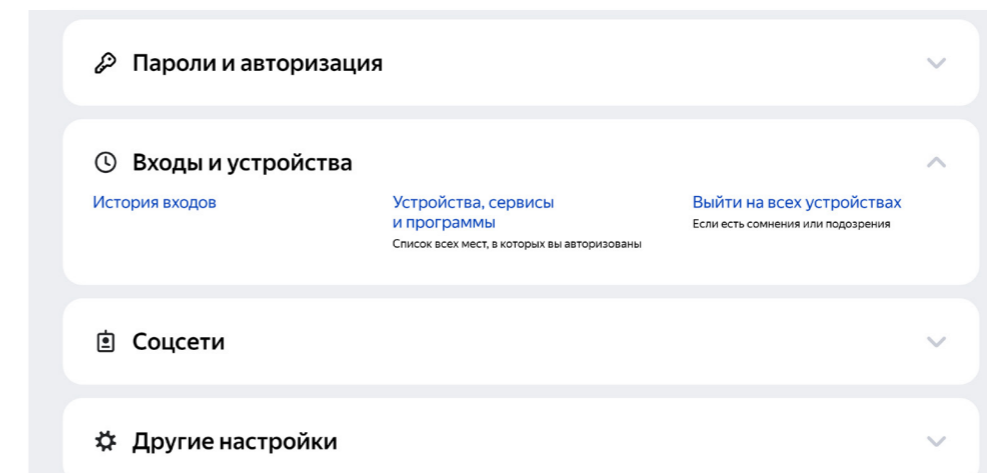 Пароли и авторизация
Входы и устройства
История входов
Устройства, сервисы
и программы
Список всех мест, в которых вы авторизованы
Выйти на всех устройствах
Если есть сомнения или подозрения
Соцсети
Другие настройки